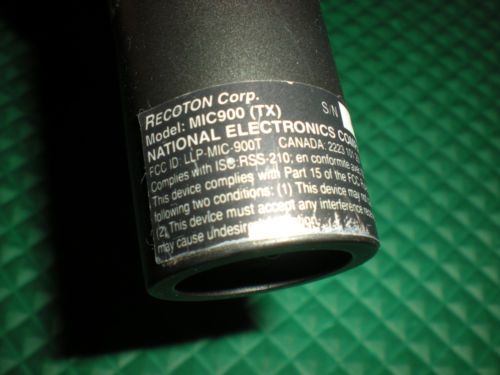 RECOTON Corp. S/N
Model: MIC900 (TX)
NATIONAL ELECTRONICS
FCC ID: LLP-MIC-900T CANADA: 2223
Complies with ISC:RSS-210; en conformite avec
This device complies with Part 15 of the FCC
following two conditions: (1) This device may
(2) This device must accept any interference
may cause undesired